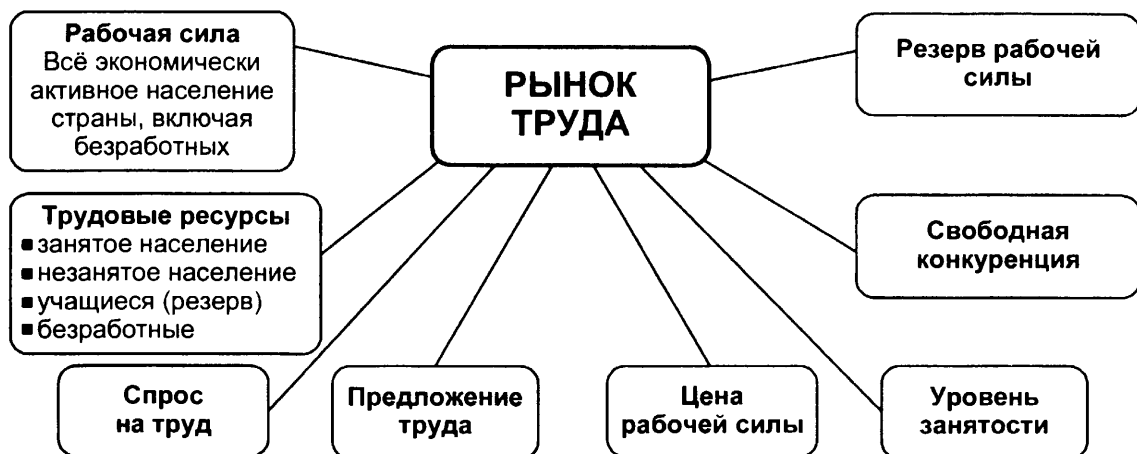 Рабочая сила
Всё экономически
активное население
страны, включая
безработных
РЫНОК
ТРУДА
Резерв рабочей
силы
Трудовые ресурсы
■ занятое население
■ незанятое население
■ учащиеся (резерв)
■ безработные
Свободная
конкуренция
Спрос
на труд
Предложение
труда
Цена
рабочей силы
Уровень
занятости